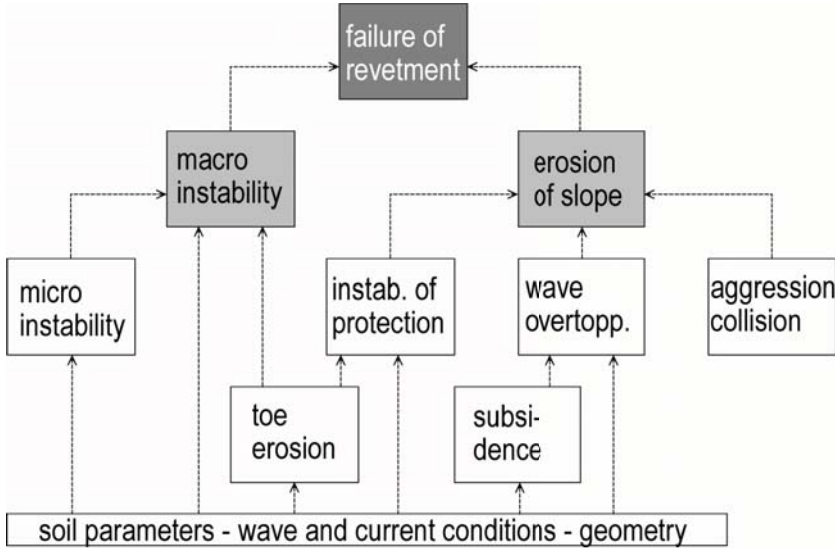 failure of
revetment
macro
instability
erosion
of slope
micro
instability
instab. of
protection
wave
overtopp.
aggression
collision
toe
erosion
subsi-
dence
soil parameters - wave and current conditions - geometry